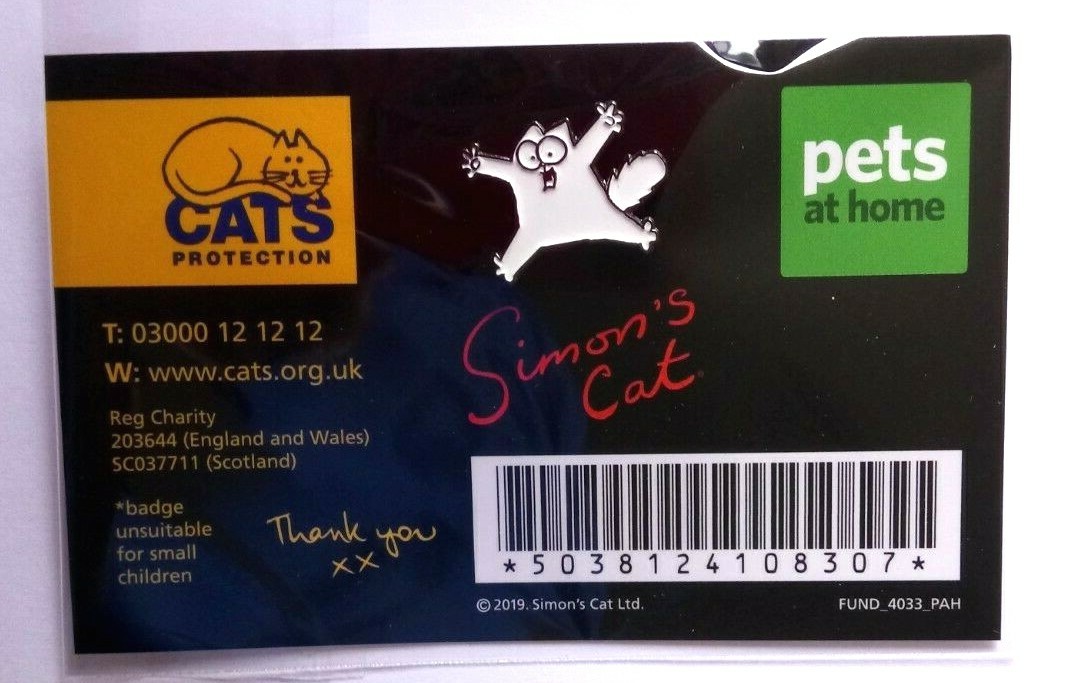 CATS
PROTECTION
pets
at home
Simon's
Cat
T: 03000 12 12 12
W: www.cats.org.uk
Reg Charity
203644 (England and Wales)
SC037711 (Scotland)
*badge
unsuitable
for small
children
Thank you
xx
*5038124108307*
©2019. Simon's Cat Ltd.
FUND_4033_PAH